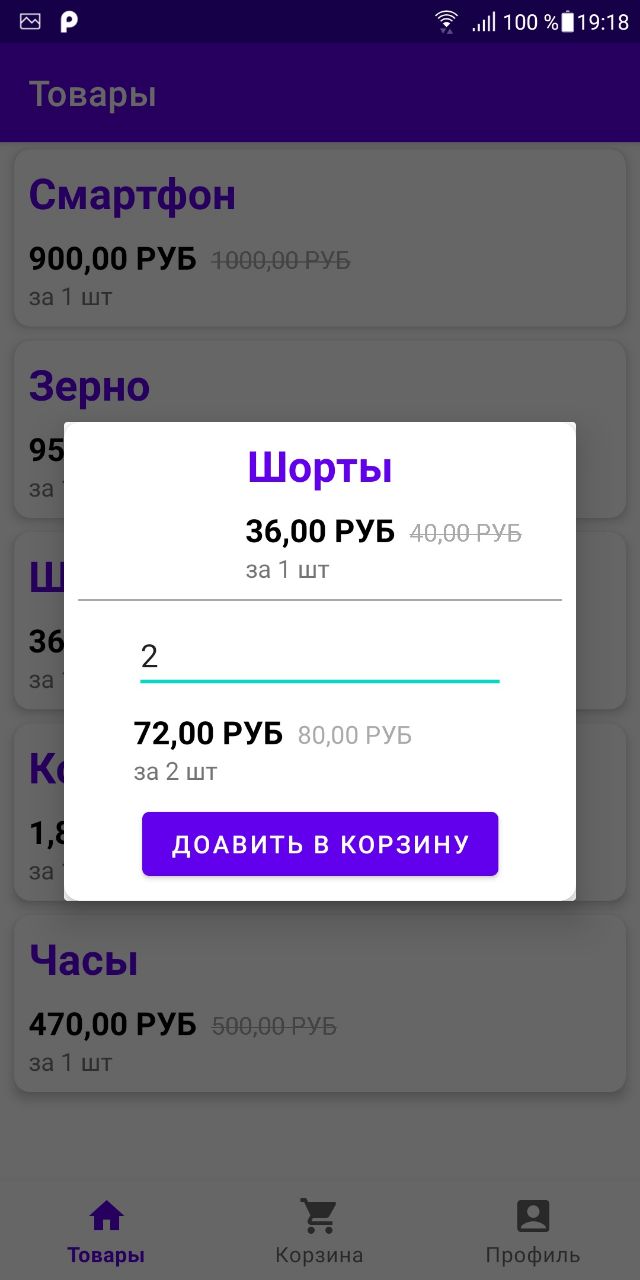 100 % 19:18
Товары
Смартфон
900,00 РУБ 1000,00 РУБ
за 1 шт
Зерно
95
за
Шорты
36,00 РУБ 40,00 РУБ
за 1 шт
Ш
36
за
2
72,00 РУБ 80,00 РУБ
за 2 шт
Ко
1,8
за
ДОАВИТЬ В КОРЗИНУ
Часы
470,00 РУБ 500,00 РУБ
за 1 шт
Товары Корзина Профиль